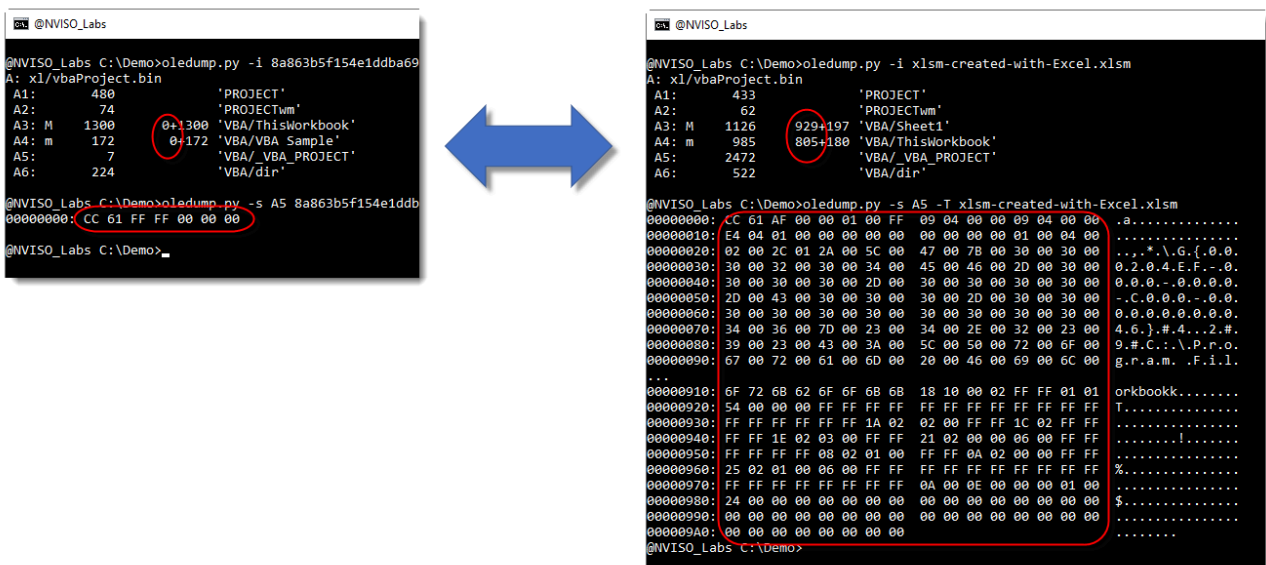 @NVISO_Labs
@NVISO_Labs C:\Demo>oledump.py -i 8a863b5f154e1ddba69
A: xl/vbaProject.bin
A1: 480 'PROJECT'
A2: 74 'PROJECTwm'
A3: M 1300 0+1300 'VBA/ThisWorkbook'
A4: m 172 0+172 'VBA/VBA Sample'
A5: 7 'VBA/_VBA_PROJECT'
A6: 224 'VBA/dir'
@NVISO_Labs C:\Demo>oledump.py -s A5 8a863b5f154e1ddb
00000000: CC 61 FF FF 00 00 00
@NVISO_Labs C:\Demo>
@NVISO_Labs
@NVISO_Labs C:\Demo>oledump.py -i xlsm-created-with-Excel.xlsm
A: xl/vbaProject.bin
A1: 433 'PROJECT'
A2: 62 'PROJECTwm'
A3: M 1126 929+197 'VBA/Sheet1'
A4: m 985 805+180 'VBA/ThisWorkbook'
A5: 2472 'VBA/_VBA_PROJECT'
A6: 522 'VBA/dir'
@NVISO_Labs C:\Demo>oledump.py -s A5 -T xlsm-created-with-Excel.xlsm
00000000: CC 61 AF 00 00 01 00 FF 09 04 00 00 09 04 00 00 .a..............
00000010: E4 04 01 00 00 00 00 00 00 00 00 00 01 00 04 00 ................
00000020: 02 00 2C 01 2A 00 5C 00 47 00 7B 00 30 00 30 00 ..,.*.\.G.{.0.0.
00000030: 30 00 32 00 30 00 34 00 45 00 46 00 2D 00 30 00 0.2.0.4.E.F.-.0.
00000040: 30 00 30 00 30 00 2D 00 30 00 30 00 30 00 30 00 0.0.0.-.0.0.0.0.
00000050: 2D 00 43 00 30 00 30 00 30 00 2D 00 30 00 30 00 -.C.0.0.0.-.0.0.
00000060: 30 00 30 00 30 00 30 00 30 00 30 00 30 00 30 00 0.0.0.0.0.0.0.0.
00000070: 34 00 36 00 7D 00 23 00 34 00 2E 00 32 00 23 00 4.6.}.#.4...2.#.
00000080: 39 00 23 00 43 00 3A 00 5C 00 50 00 72 00 6F 00 9.#.C.:.\.P.r.o.
00000090: 67 00 72 00 61 00 6D 00 20 00 46 00 69 00 6C 00 g.r.a.m. .F.i.l.
...
00000910: 6F 72 6B 62 6F 6F 6B 6B 18 10 00 02 FF FF 01 01 orkbookk........
00000920: 54 00 00 00 FF FF FF FF FF FF FF FF FF FF FF FF T...............
00000930: FF FF FF FF FF FF 1A 02 02 00 FF FF 1C 02 FF FF ................
00000940: FF FF 1E 02 03 00 FF FF 21 02 00 00 06 00 FF FF ........!.......
00000950: FF FF FF FF 08 02 01 00 FF FF 0A 02 00 00 FF FF ................
00000960: 25 02 01 00 06 00 FF FF FF FF FF FF FF FF FF FF %...............
00000970: FF FF FF FF FF FF FF FF 0A 00 0E 00 00 00 01 00 ................
00000980: 24 00 00 00 00 00 00 00 00 00 00 00 00 00 00 00 $...............
00000990: 00 00 00 00 00 00 00 00 00 00 00 00 00 00 00 00 ................
000009A0: 00 00 00 00 00 00 00 00 ........
@NVISO_Labs C:\Demo>